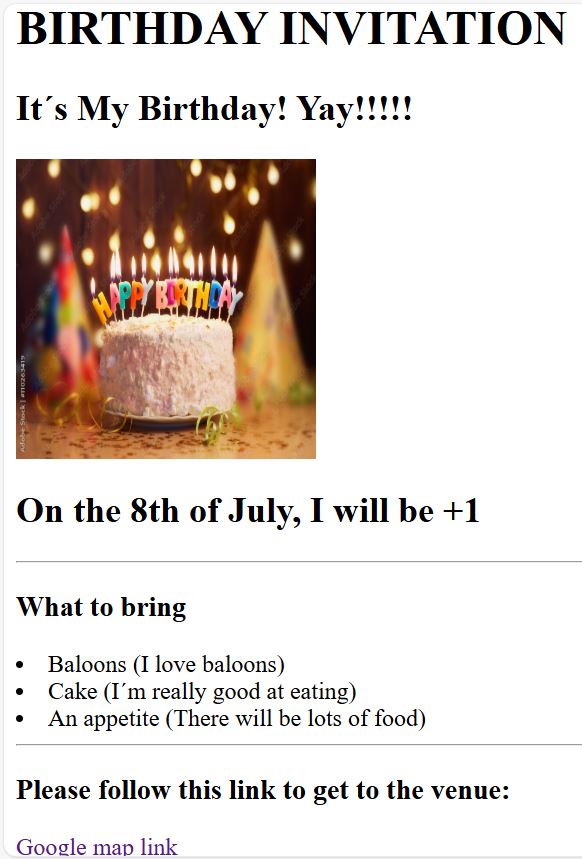 BIRTHDAY INVITATION
It´s My Birthday! Yay!!!!!
HAPPY BIRTHDAY
Adobe Stock | #110263419
On the 8th of July, I will be +1
What to bring
• Baloons (I love baloons)
• Cake (I´m really good at eating)
• An appetite (There will be lots of food)
Please follow this link to get to the venue:
Google map link